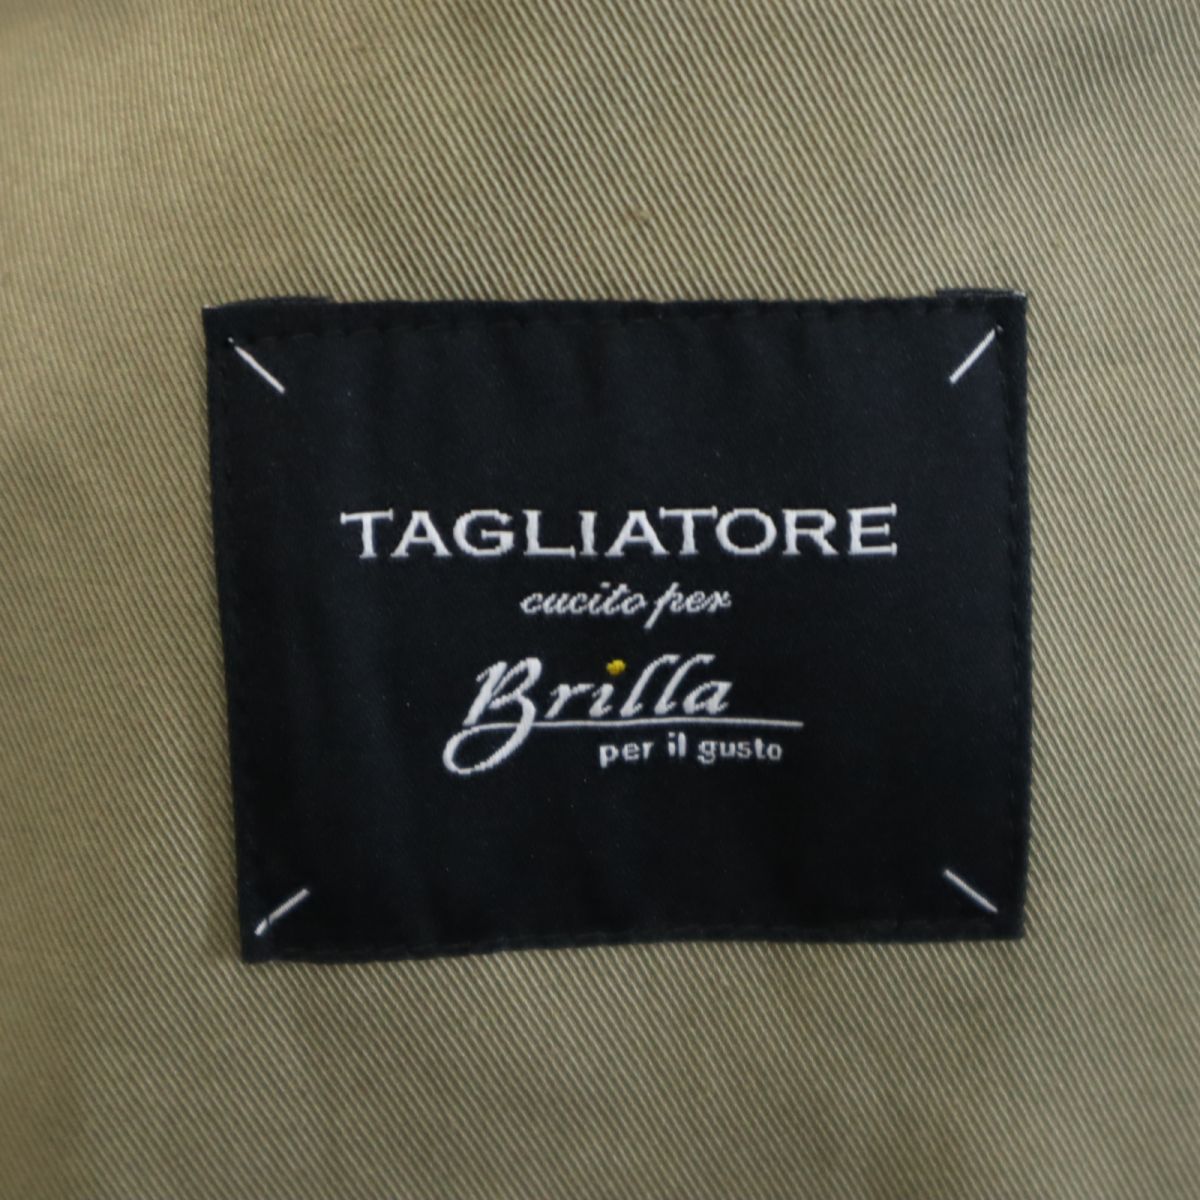 TAGLIATORE
cucito per
Brilla
per il gusto